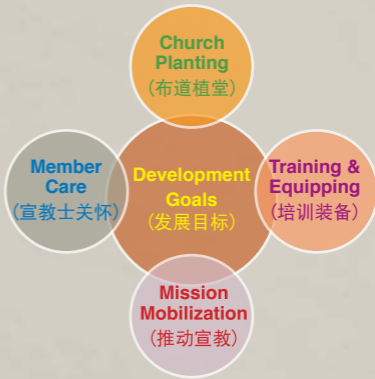 Church
Planting
（布道植堂）
Member
Care
（宣教士关怀）
Development
Goals
（发展目标）
Training &
Equipping
（培训装备）
Mission
Mobilization
（推动宣教）